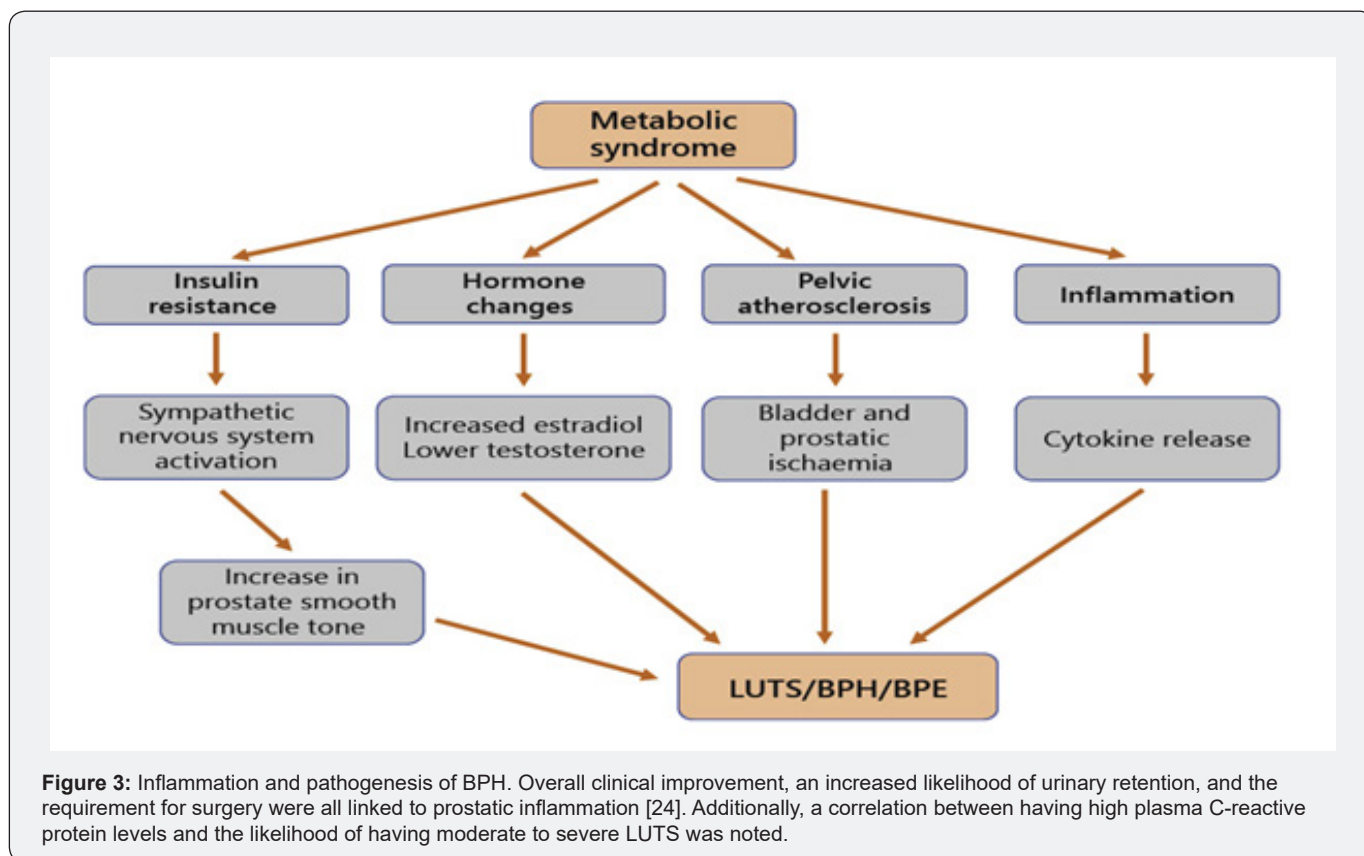 Metabolic
syndrome
Insulin
resistance
Hormone
changes
Pelvic
atherosclerosis
Inflammation
Sympathetic
nervous system
activation
Increased estradiol
Lower testosterone
Bladder and
prostatic
ischaemia
Cytokine release
Increase in
prostate smooth
muscle tone
LUTS/BPH/BPE
Figure 3: Inflammation and pathogenesis of BPH. Overall clinical improvement, an increased likelihood of urinary retention, and the
requirement for surgery were all linked to prostatic inflammation [24]. Additionally, a correlation between having high plasma C-reactive
protein levels and the likelihood of having moderate to severe LUTS was noted.